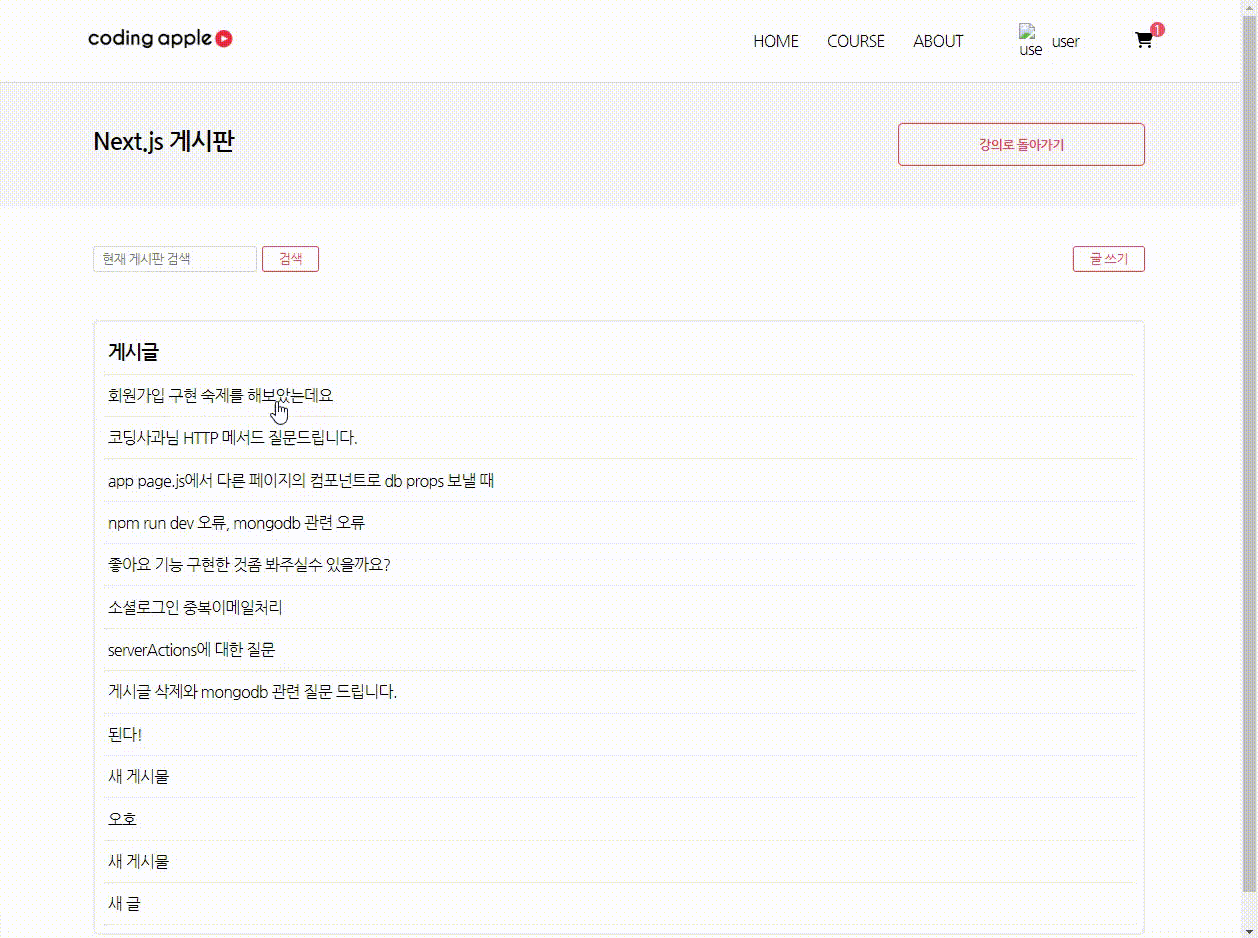 coding apple
HOME COURSE ABOUT use user 1
Next.js 게시판
강의로 돌아가기
현재 게시판 검색 검색 글 쓰기
게시글
회원가입 구현 숙제를 해보았는데요
코딩사과님 HTTP 메서드 질문드립니다.
app page.js에서 다른 페이지의 컴포넌트로 db props 보낼 때
npm run dev 오류, mongodb 관련 오류
좋아요 기능 구현한 것좀 봐주실수 있을까요?
소셜로그인 중복이메일처리
serverActions에 대한 질문
게시글 삭제와 mongodb 관련 질문 드립니다.
된다!
새 게시물
오호
새 게시물
새 글